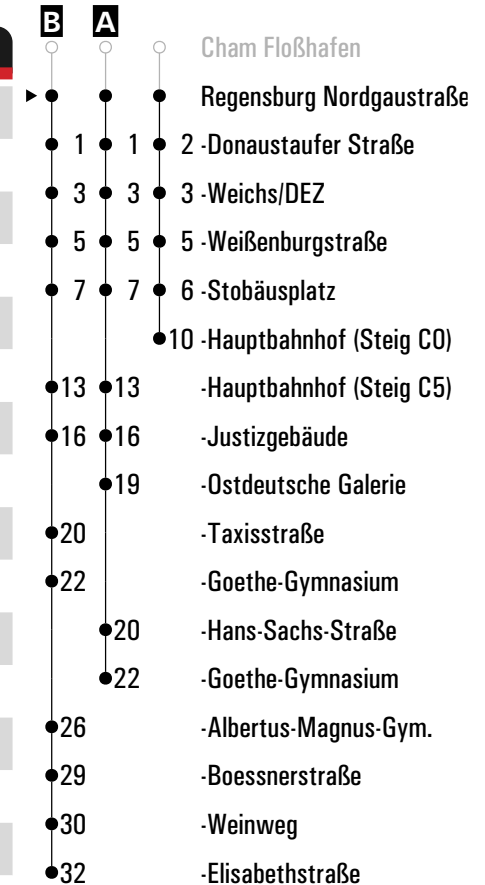 B A
Cham Floßhafen
Regensburg Nordgaustraße
1 1 2 -Donaustaufer Straße
3 3 3 -Weichs/DEZ
5 5 5 -Weißenburgstraße
7 7 6 -Stobäusplatz
10 -Hauptbahnhof (Steig C0)
13 13 -Hauptbahnhof (Steig C5)
16 16 -Justizgebäude
19 -Ostdeutsche Galerie
20 -Taxisstraße
22 -Goethe-Gymnasium
20 -Hans-Sachs-Straße
22 -Goethe-Gymnasium
26 -Albertus-Magnus-Gym.
29 -Boessnerstraße
30 -Weinweg
32 -Elisabethstraße